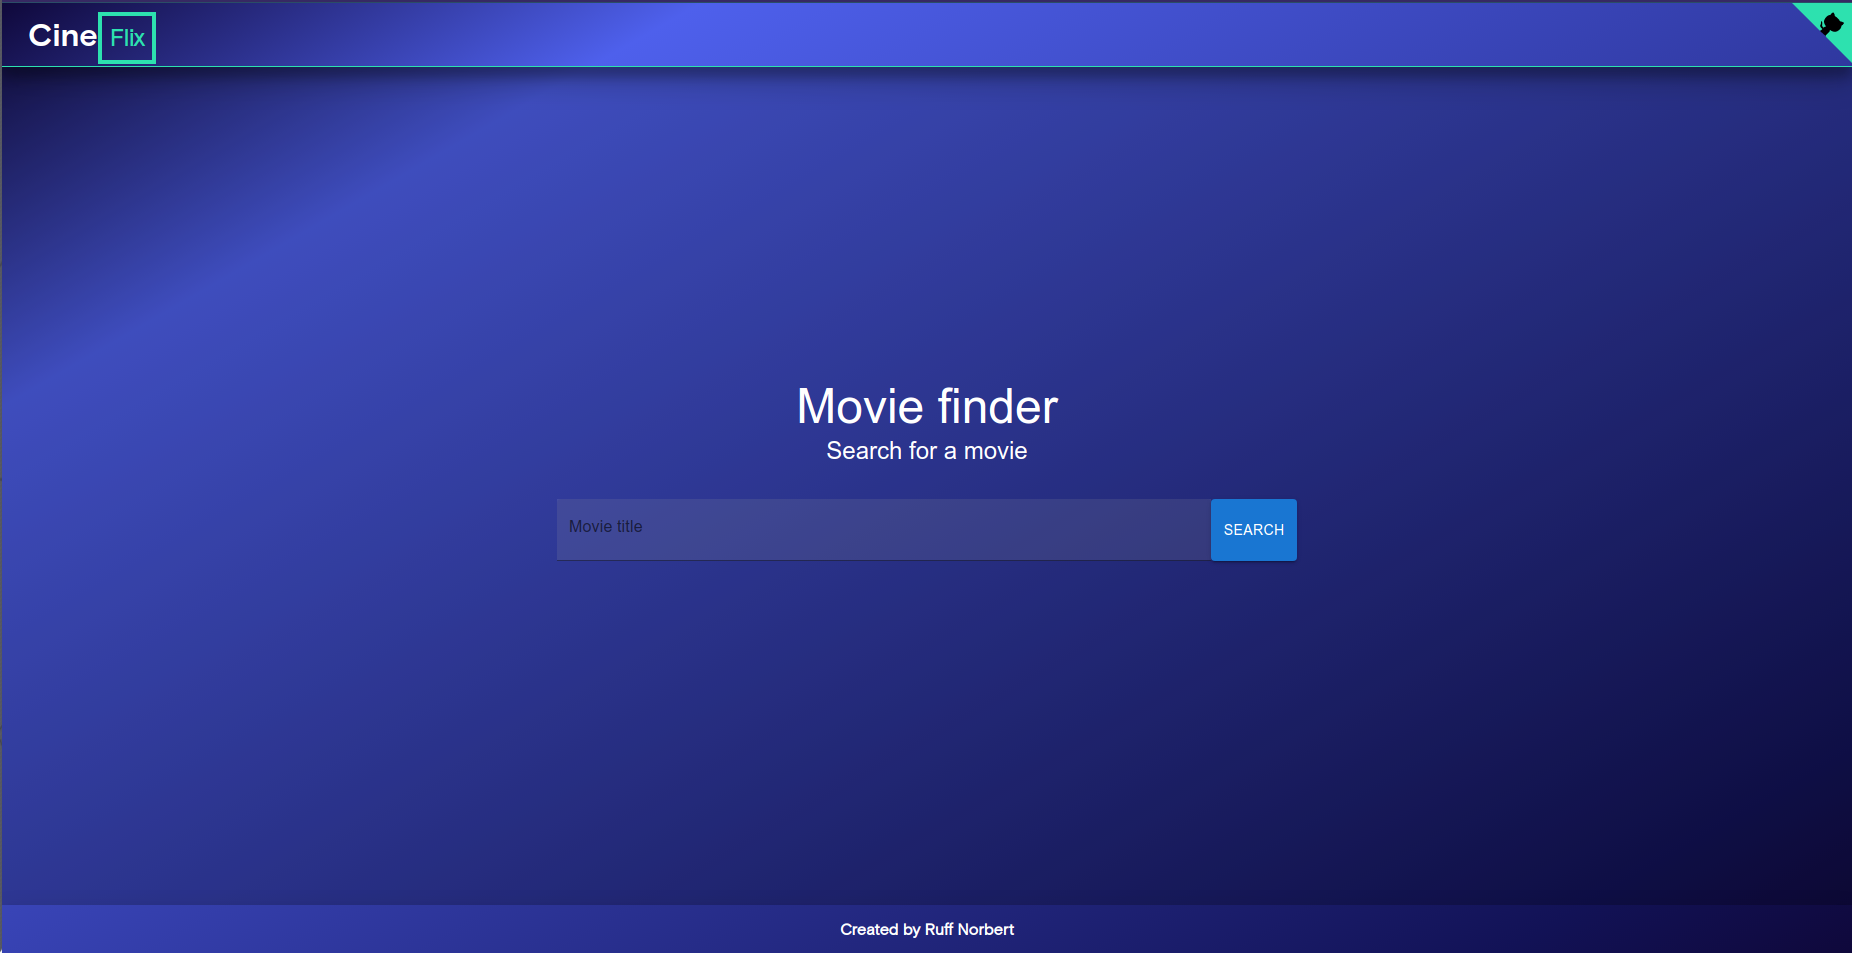 Cine Flix
Movie finder
Search for a movie
Movie title
SEARCH
Created by Ruff Norbert